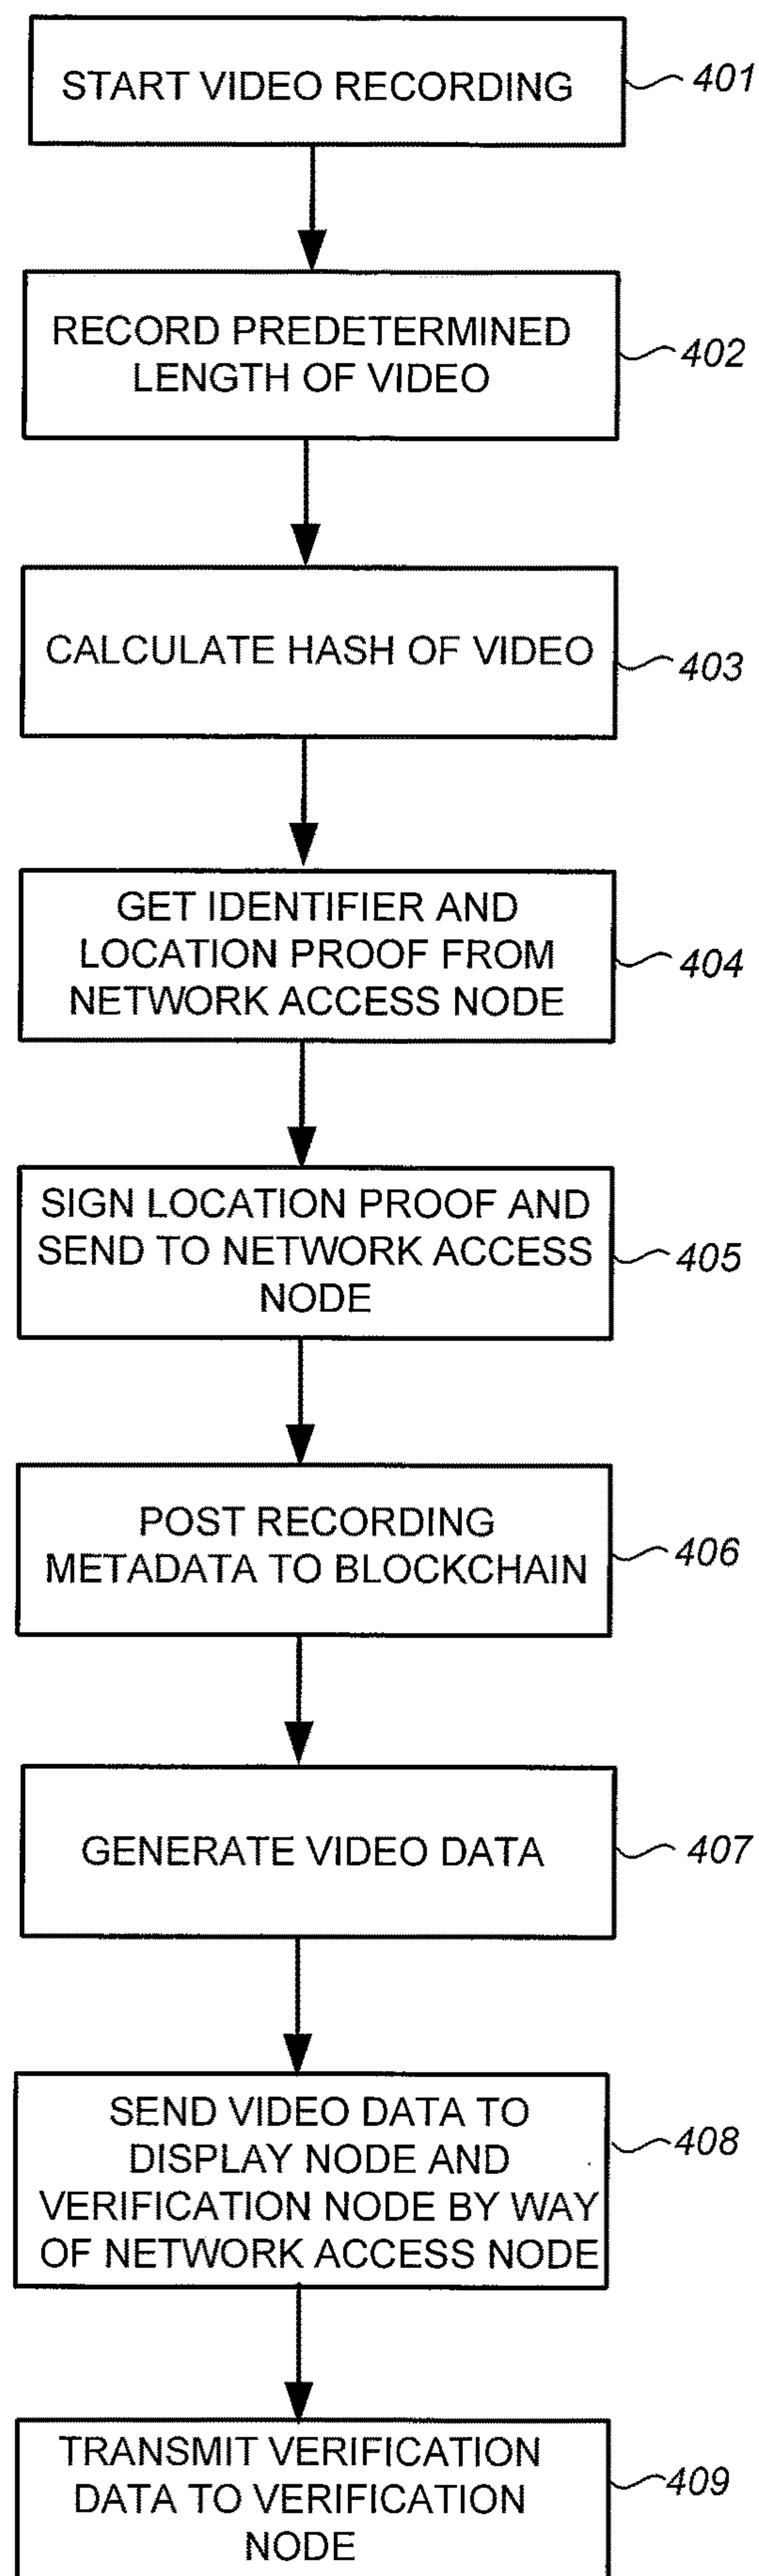 START VIDEO RECORDING
401
RECORD PREDETERMINED
LENGTH OF VIDEO
402
CALCULATE HASH OF VIDEO
403
GET IDENTIFIER AND
LOCATION PROOF FROM
NETWORK ACCESS NODE
404
SIGN LOCATION PROOF AND
SEND TO NETWORK ACCESS
NODE
405
POST RECORDING
METADATA TO BLOCKCHAIN
406
GENERATE VIDEO DATA
407
SEND VIDEO DATA TO
DISPLAY NODE AND
VERIFICATION NODE BY WAY
OF NETWORK ACCESS NODE
408
TRANSMIT VERIFICATION
DATA TO VERIFICATION
NODE
409